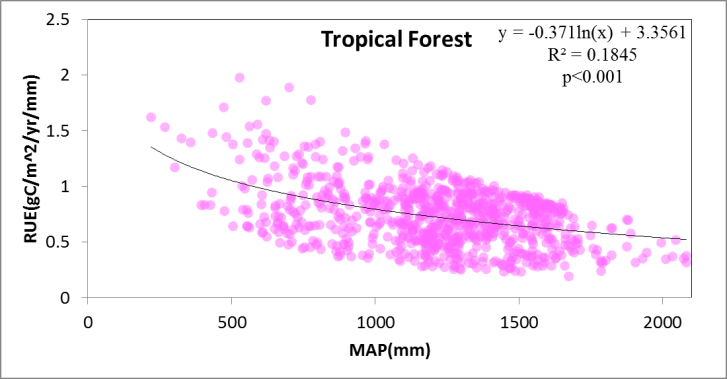 Tropical Forest
y = -0.371ln(x) + 3.3561
R² = 0.1845
p<0.001
RUE(gC/m^2/yr/mm)
2.5
2
1.5
1
0.5
0
0 500 1000 1500 2000
MAP(mm)